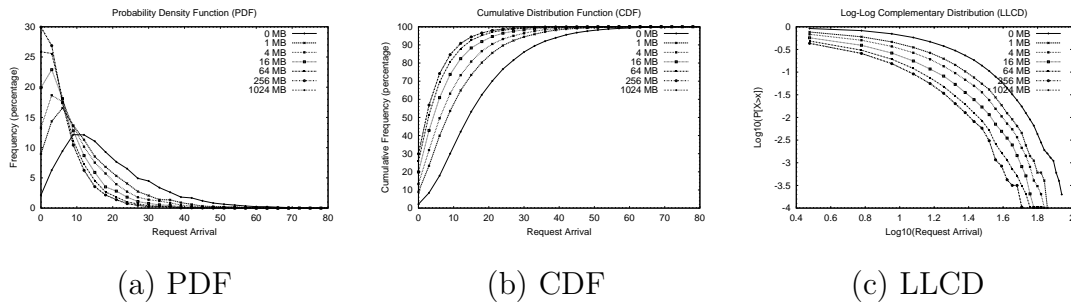 Probability Density Function (PDF)
30
25
20
15
10
5
0
0 10 20 30 40 50 60 70 80
Frequency (percentage)
Request Arrival
0 MB
1 MB
4 MB
16 MB
64 MB
256 MB
1024 MB
(a) PDF
Cumulative Distribution Function (CDF)
100
90
80
70
60
50
40
30
20
10
0
0 10 20 30 40 50 60 70 80
Cumulative Frequency (percentage)
Request Arrival
0 MB
1 MB
4 MB
16 MB
64 MB
256 MB
1024 MB
(b) CDF
Log-Log Complementary Distribution (LLCD)
0
-0.5
-1
-1.5
-2
-2.5
-3
-3.5
-4
0.4 0.6 0.8 1 1.2 1.4 1.6 1.8 2
Log10(P[X>x])
Log10(Request Arrival)
0 MB
1 MB
4 MB
16 MB
64 MB
256 MB
1024 MB
(c) LLCD